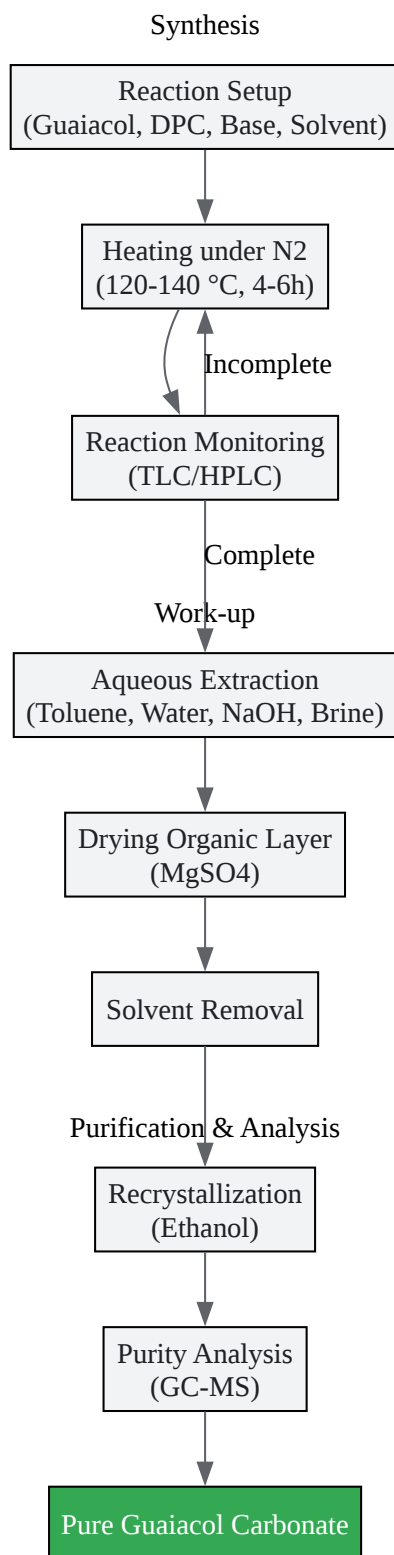 Synthesis
Reaction Setup
(Guaiacol, DPC, Base, Solvent)
Heating under N2
(120-140 °C, 4-6h)
Incomplete
Reaction Monitoring
(TLC/HPLC)
Complete
Work-up
Aqueous Extraction
(Toluene, Water, NaOH, Brine)
Drying Organic Layer
(MgSO4)
Solvent Removal
Purification & Analysis
Recrystallization
(Ethanol)
Purity Analysis
(GC-MS)
Pure Guaiacol Carbonate